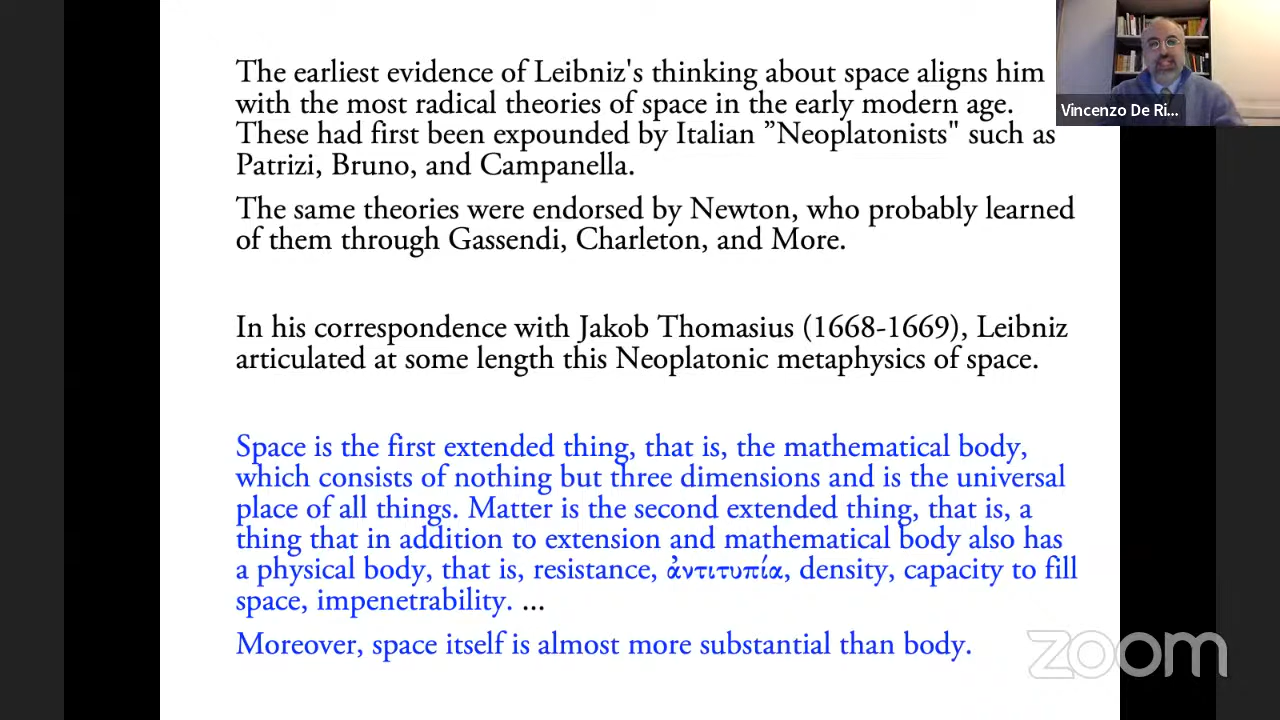 The earliest evidence of Leibniz's thinking about space aligns him
with the most radical theories of space in the early modern age.
These had first been expounded by Italian ”Neoplatonists" such as
Patrizi, Bruno, and Campanella.
The same theories were endorsed by Newton, who probably learned
of them through Gassendi, Charleton, and More.
In his correspondence with Jakob Thomasius (1668-1669), Leibniz
articulated at some length this Neoplatonic metaphysics of space.
Space is the first extended thing, that is, the mathematical body,
which consists of nothing but three dimensions and is the universal
place of all things. Matter is the second extended thing, that is, a
thing that in addition to extension and mathematical body also has
a physical body, that is, resistance, ἀντιτυπία, density, capacity to fill
space, impenetrability. ...
Moreover, space itself is almost more substantial than body.
Vincenzo De Ri...
zoom